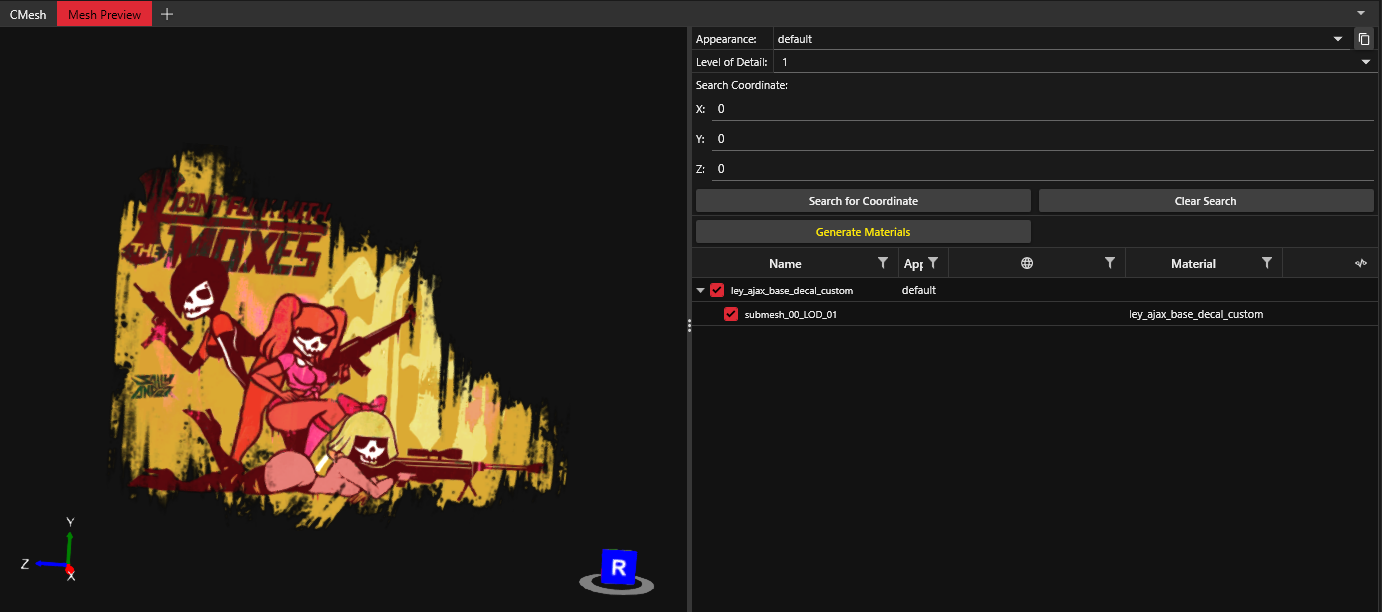 CMesh
Mesh Preview
Appearance:
default
Level of Detail:
1
Search Coordinate:
X: 0
Y: 0
Z: 0
Search for Coordinate
Clear Search
Generate Materials
Name
Material
ley_ajax_base_decal_custom
default
submesh_00_LOD_01
ley_ajax_base_decal_custom
DON'T
WITH
THE
MOXES
Y
Z
X
R